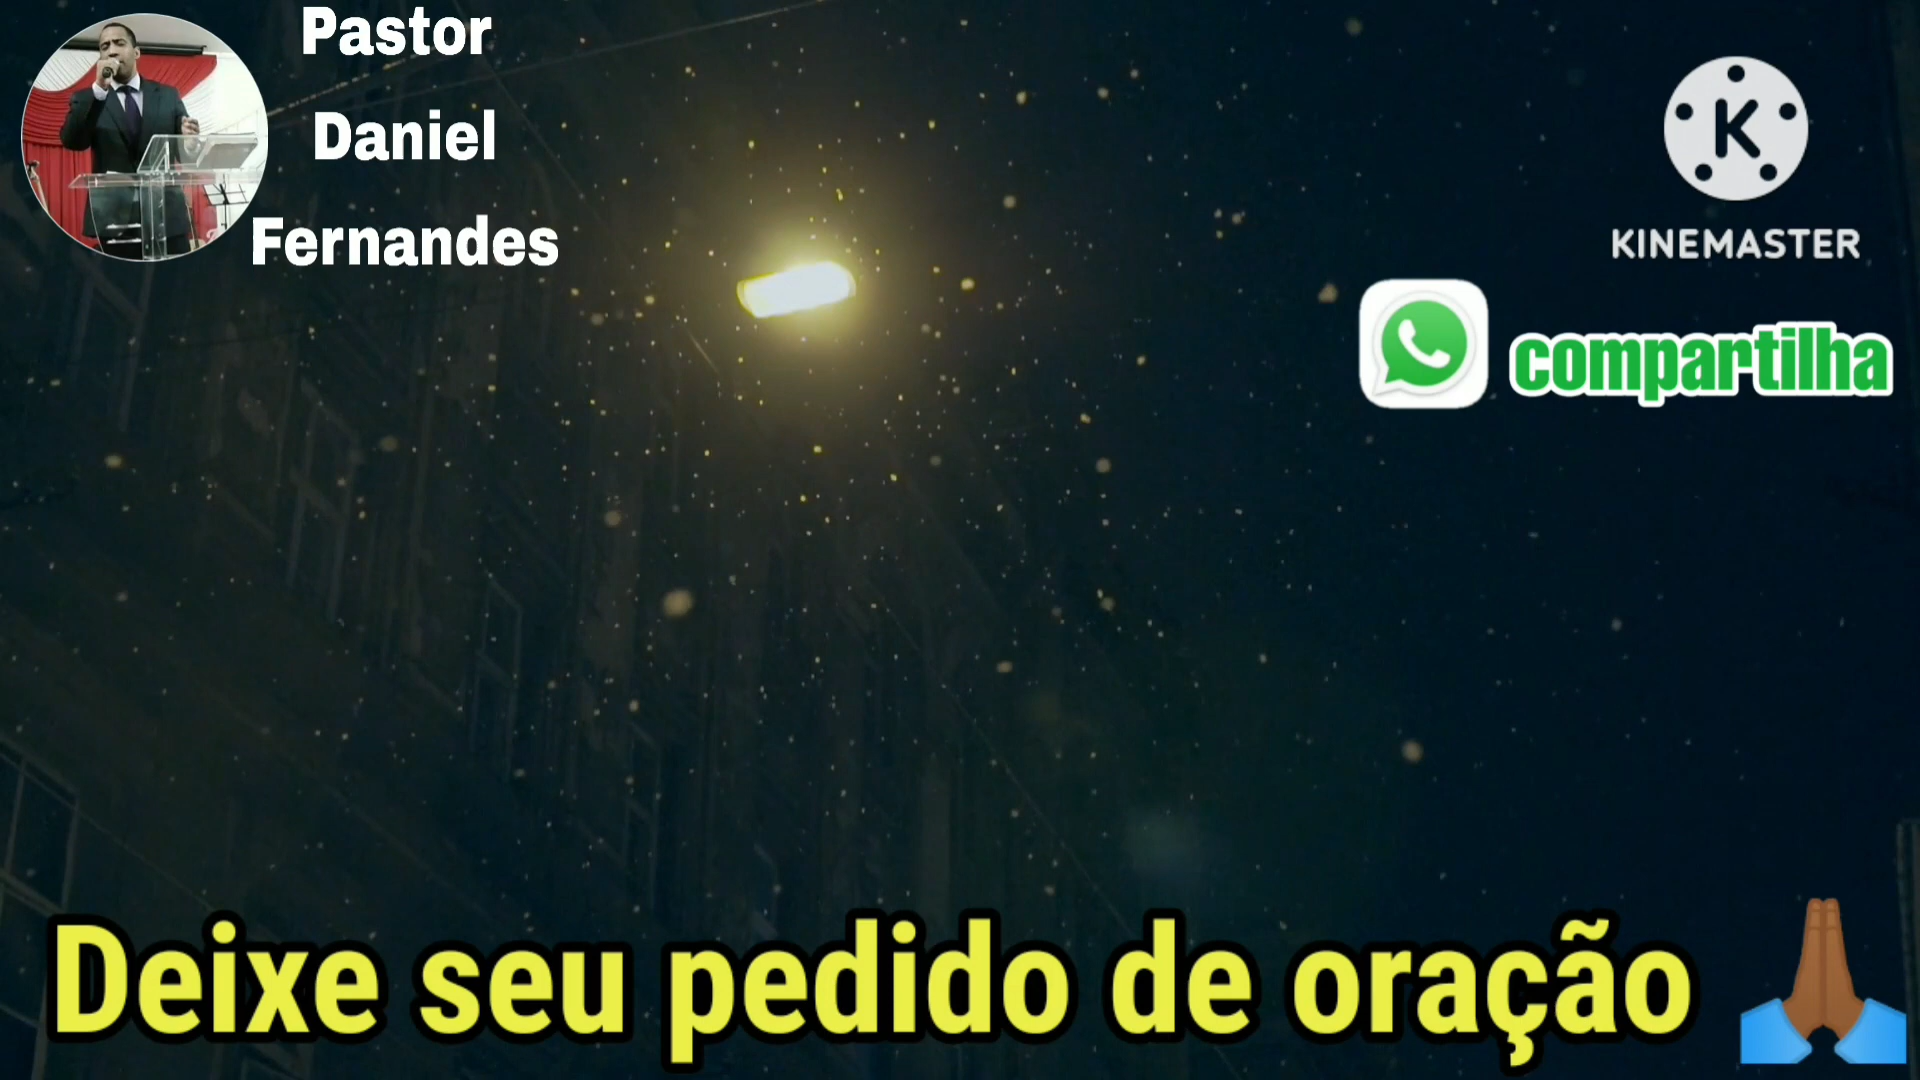 Pastor
Daniel
Fernandes
K
KINEMASTER
compartilha
Deixe seu pedido de oração